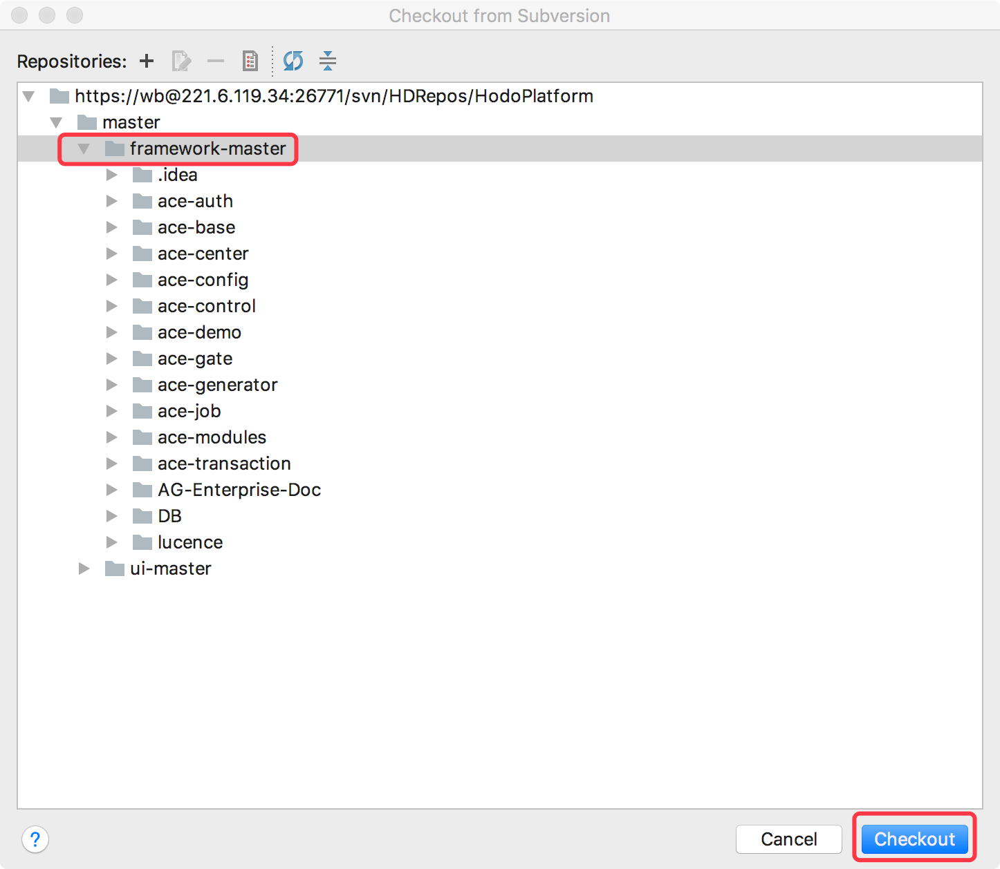 Checkout from Subversion
Repositories:
https://wb@221.6.119.34:26771/svn/HDRepos/HodoPlatform
master
framework-master
.idea
ace-auth
ace-base
ace-center
ace-config
ace-control
ace-demo
ace-gate
ace-generator
ace-job
ace-modules
ace-transaction
AG-Enterprise-Doc
DB
lucence
ui-master
?
Cancel
Checkout